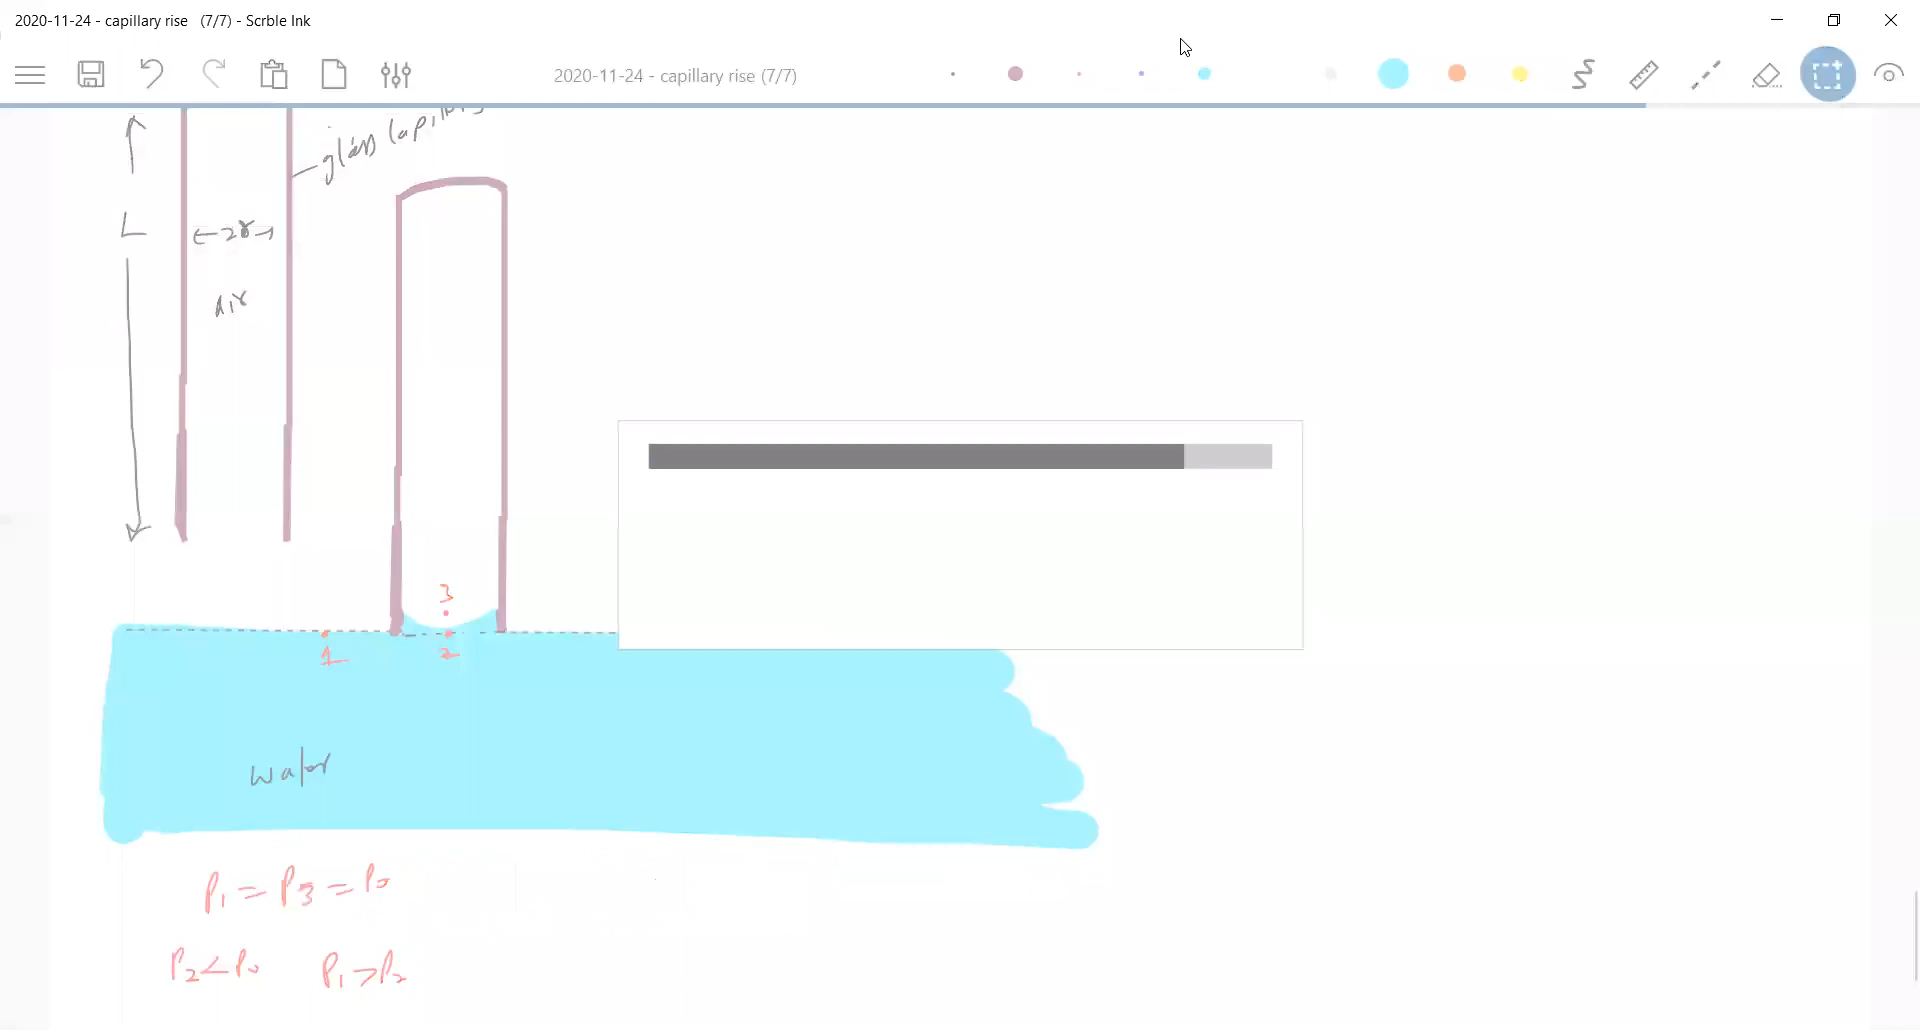 2020-11-24 - capillary rise (7/7) - Scrble Ink
2020-11-24 - capillary rise (7/7)
glass
L
2r
Air
3
1
2
water
P₁ = P₃ = P₀
P₂ < P₀ P₁ > P₂